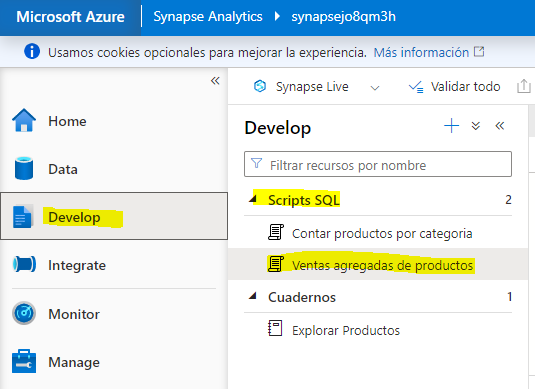 Microsoft Azure Synapse Analytics synapsejo8qm3h
i Usamos cookies opcionales para mejorar la experiencia. Más información
Synapse Live Validar todo
Home
Data
Develop
Integrate
Monitor
Manage
Develop
Filtrar recursos por nombre
Scripts SQL 2
Contar productos por categoria
Ventas agregadas de productos
Cuadernos 1
Explorar Productos